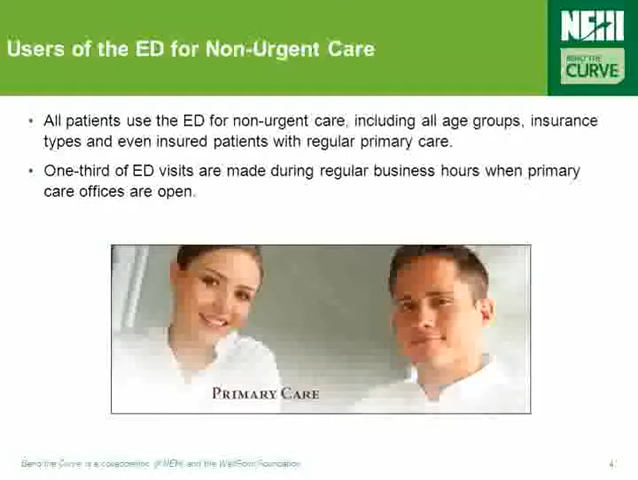 Users of the ED for Non-Urgent Care
NEHI
BEND THE
CURVE
• All patients use the ED for non-urgent care, including all age groups, insurance
types and even insured patients with regular primary care.
• One-third of ED visits are made during regular business hours when primary
care offices are open.
PRIMARY CARE
Bend the Curve is a collaboration of NEHI and the WellPoint Foundation
4